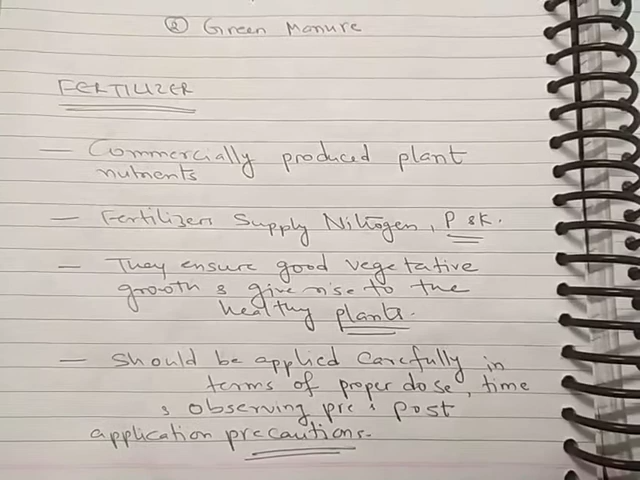 ② Green Manure
FERTILIZER
— Commercially produced plant
nutrients
— Fertilizers Supply Nitrogen, P & K.
— They ensure good vegetative
growth & give rise to the
healthy plants.
— Should be applied carefully in
terms of proper dose, time
& observing pre & post
application precautions.